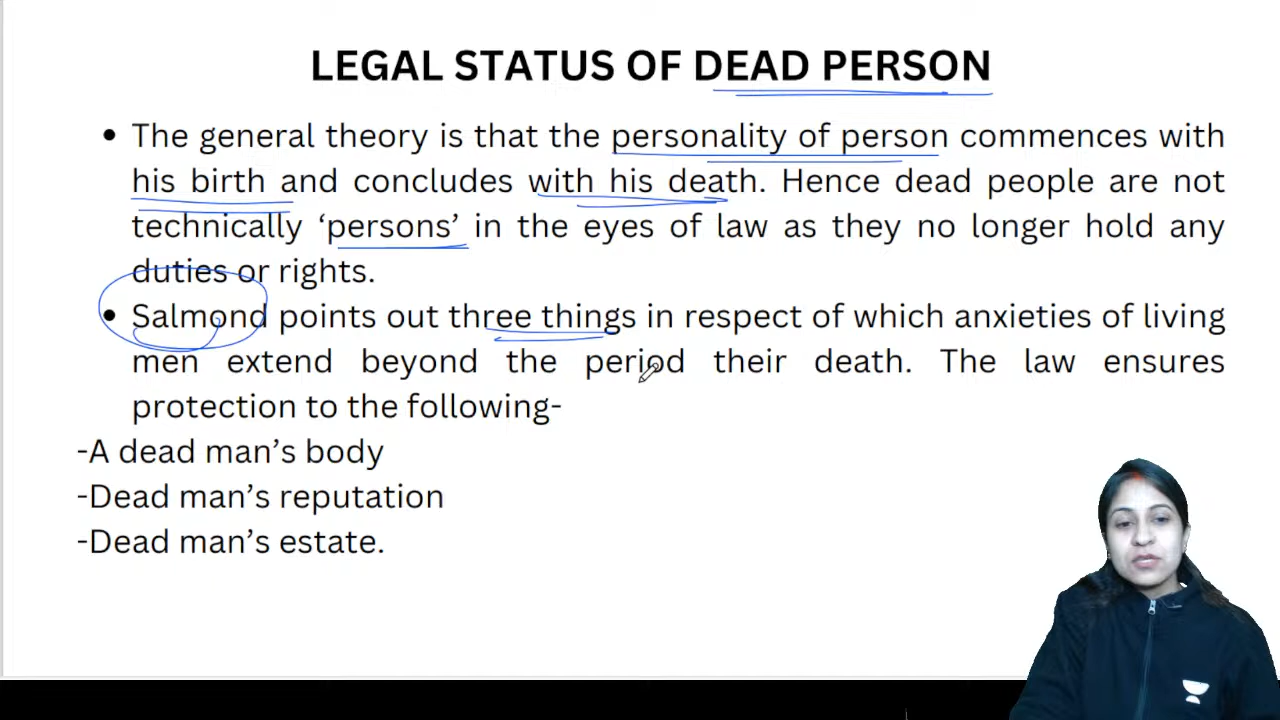 LEGAL STATUS OF DEAD PERSON
• The general theory is that the personality of person commences with
his birth and concludes with his death. Hence dead people are not
technically ‘persons’ in the eyes of law as they no longer hold any
duties or rights.
• Salmond points out three things in respect of which anxieties of living
men extend beyond the period their death. The law ensures
protection to the following-
-A dead man’s body
-Dead man’s reputation
-Dead man’s estate.